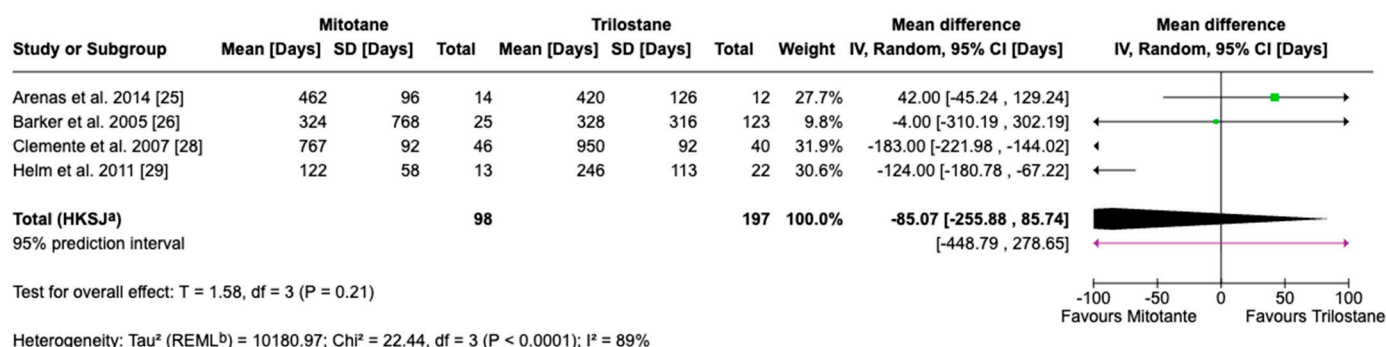 Mitotane Trilostane Mean difference Mean difference
Study or Subgroup Mean [Days] SD [Days] Total Mean [Days] SD [Days] Total Weight IV, Random, 95% CI [Days] IV, Random, 95% CI [Days]
Arenas et al. 2014 [25] 462 96 14 420 126 12 27.7% 42.00 [-45.24 , 129.24]
Barker et al. 2005 [26] 324 768 25 328 316 123 9.8% -4.00 [-310.19 , 302.19]
Clemente et al. 2007 [28] 767 92 46 950 92 40 31.9% -183.00 [-221.98 , -144.02]
Helm et al. 2011 [29] 122 58 13 246 113 22 30.6% -124.00 [-180.78 , -67.22]
Total (HKSJᵃ) 98 197 100.0% -85.07 [-255.88 , 85.74]
95% prediction interval [-448.79 , 278.65]
Test for overall effect: T = 1.58, df = 3 (P = 0.21)
-100 -50 0 50 100
Favours Mitotante Favours Trilostane
Heterogeneity: Tau² (REMLᵇ) = 10180.97; Chi² = 22.44, df = 3 (P < 0.0001); I² = 89%